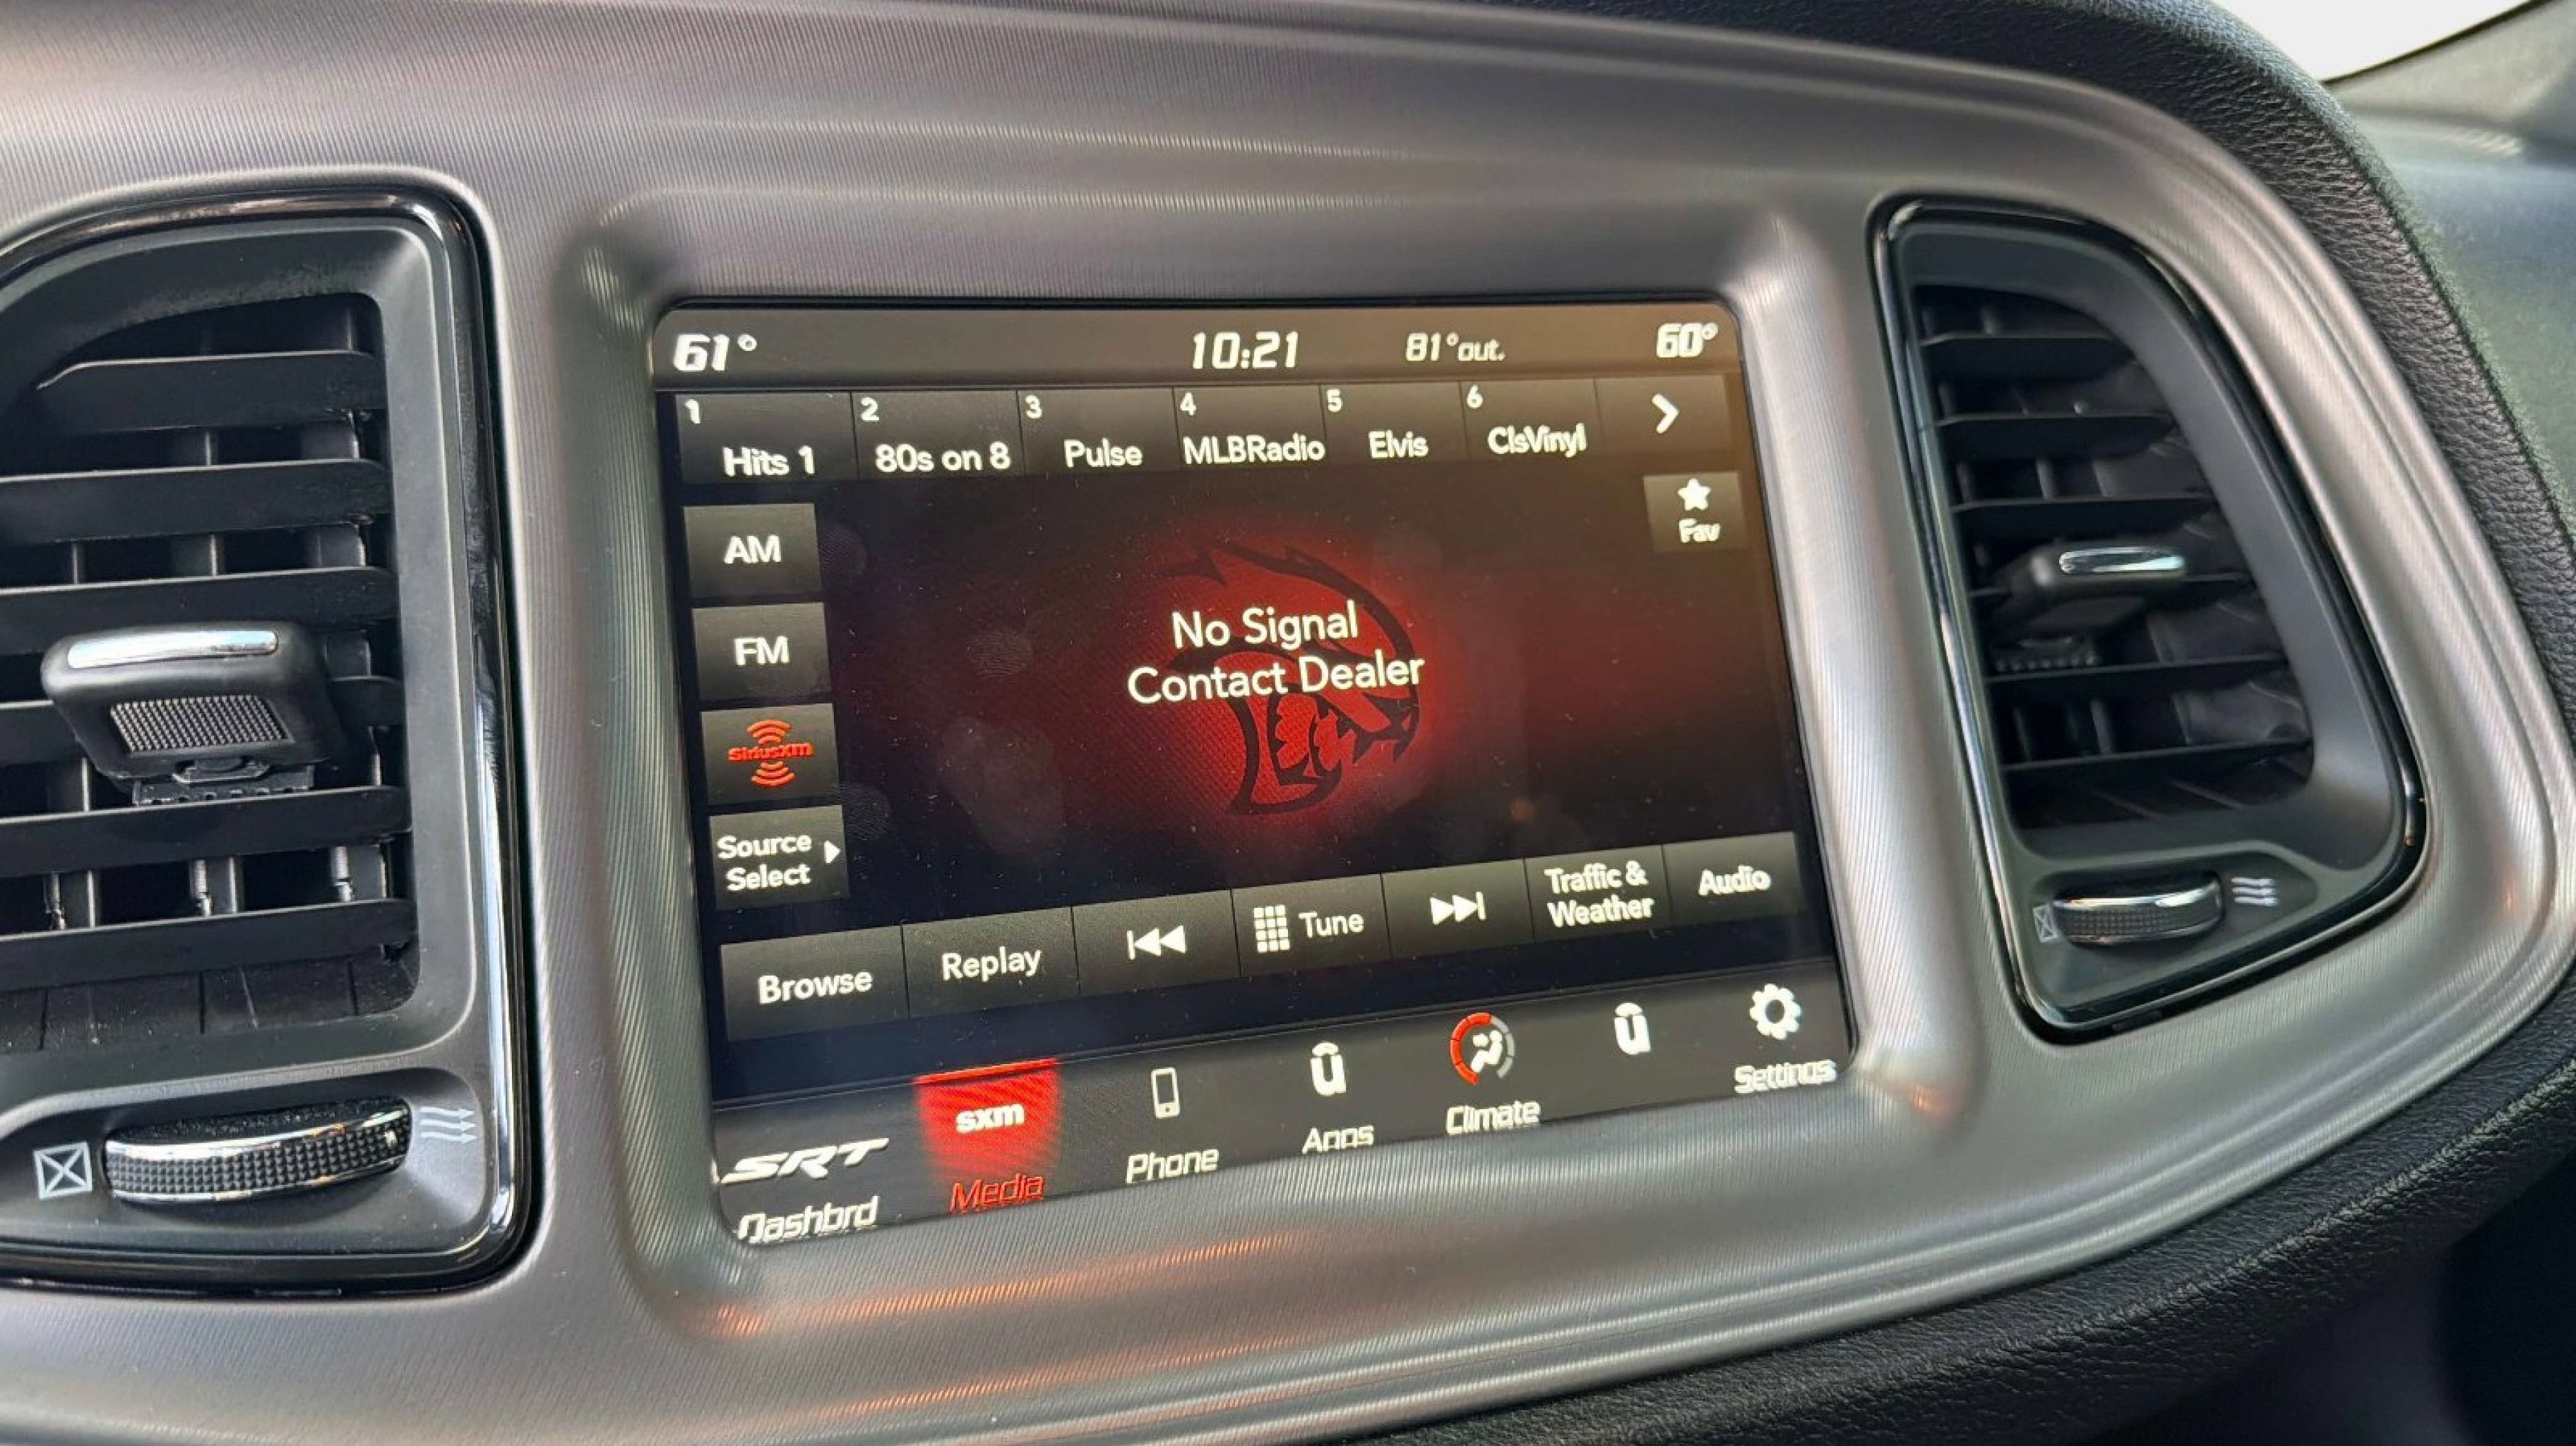 61° 10:21 81°out. 60°
1 2 3 4 5 6
Hits 1 80s on 8 Pulse MLBRadio Elvis ClsVinyl
Fav
AM
FM
SiriusXM
Source
Select
No Signal
Contact Dealer
Browse Replay Tune Traffic &
Weather Audio
SRT sxm
Dashbrd Media Phone Apps Climate Settings